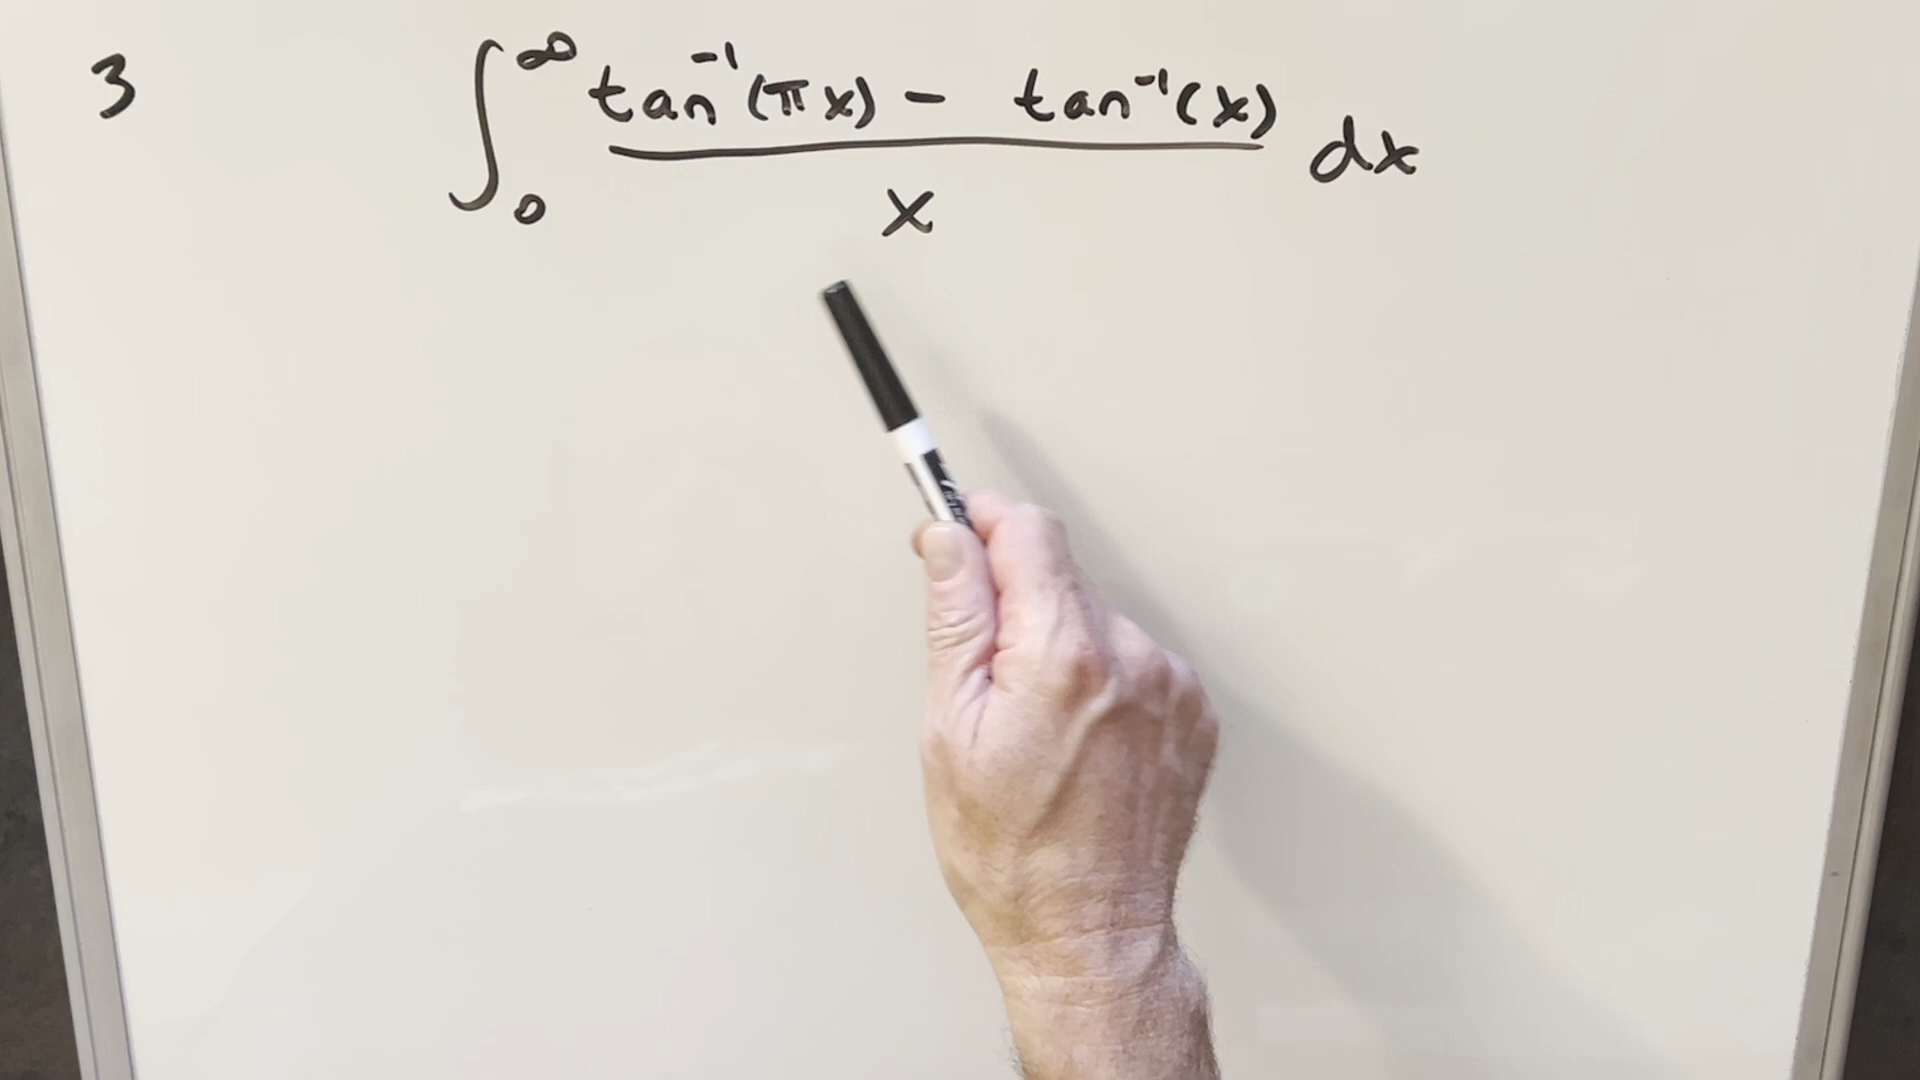 3 ∫₀^∞ (tan⁻¹(πx) - tan⁻¹(x)) / x dx